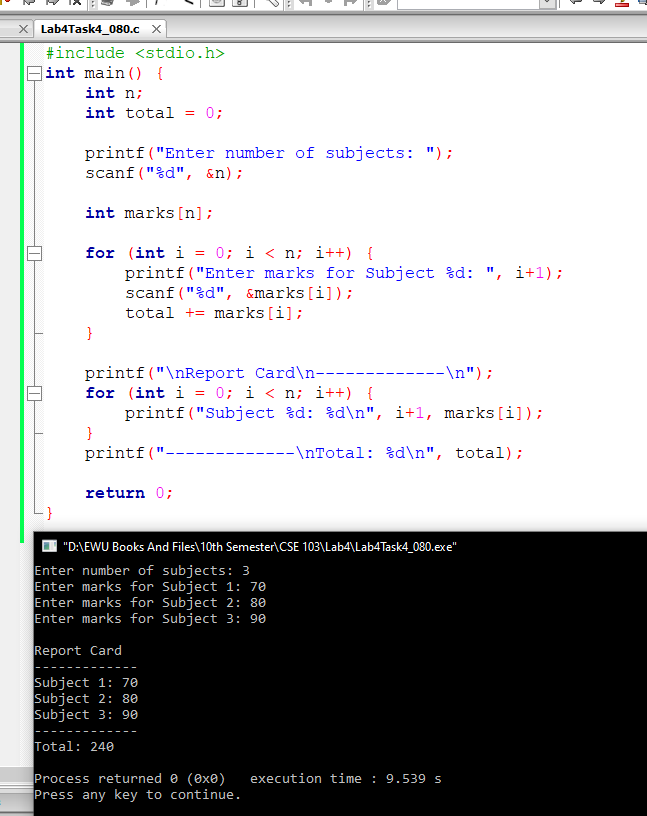 Lab4Task4_080.c
#include <stdio.h>
int main() {
    int n;
    int total = 0;

    printf("Enter number of subjects: ");
    scanf("%d", &n);

    int marks[n];

    for (int i = 0; i < n; i++) {
        printf("Enter marks for Subject %d: ", i+1);
        scanf("%d", &marks[i]);
        total += marks[i];
    }

    printf("\nReport Card\n-------------\n");
    for (int i = 0; i < n; i++) {
        printf("Subject %d: %d\n", i+1, marks[i]);
    }
    printf("-------------\nTotal: %d\n", total);

    return 0;
}
"D:\EWU Books And Files\10th Semester\CSE 103\Lab4\Lab4Task4_080.exe"
Enter number of subjects: 3
Enter marks for Subject 1: 70
Enter marks for Subject 2: 80
Enter marks for Subject 3: 90

Report Card
-------------
Subject 1: 70
Subject 2: 80
Subject 3: 90
-------------
Total: 240

Process returned 0 (0x0)   execution time : 9.539 s
Press any key to continue.